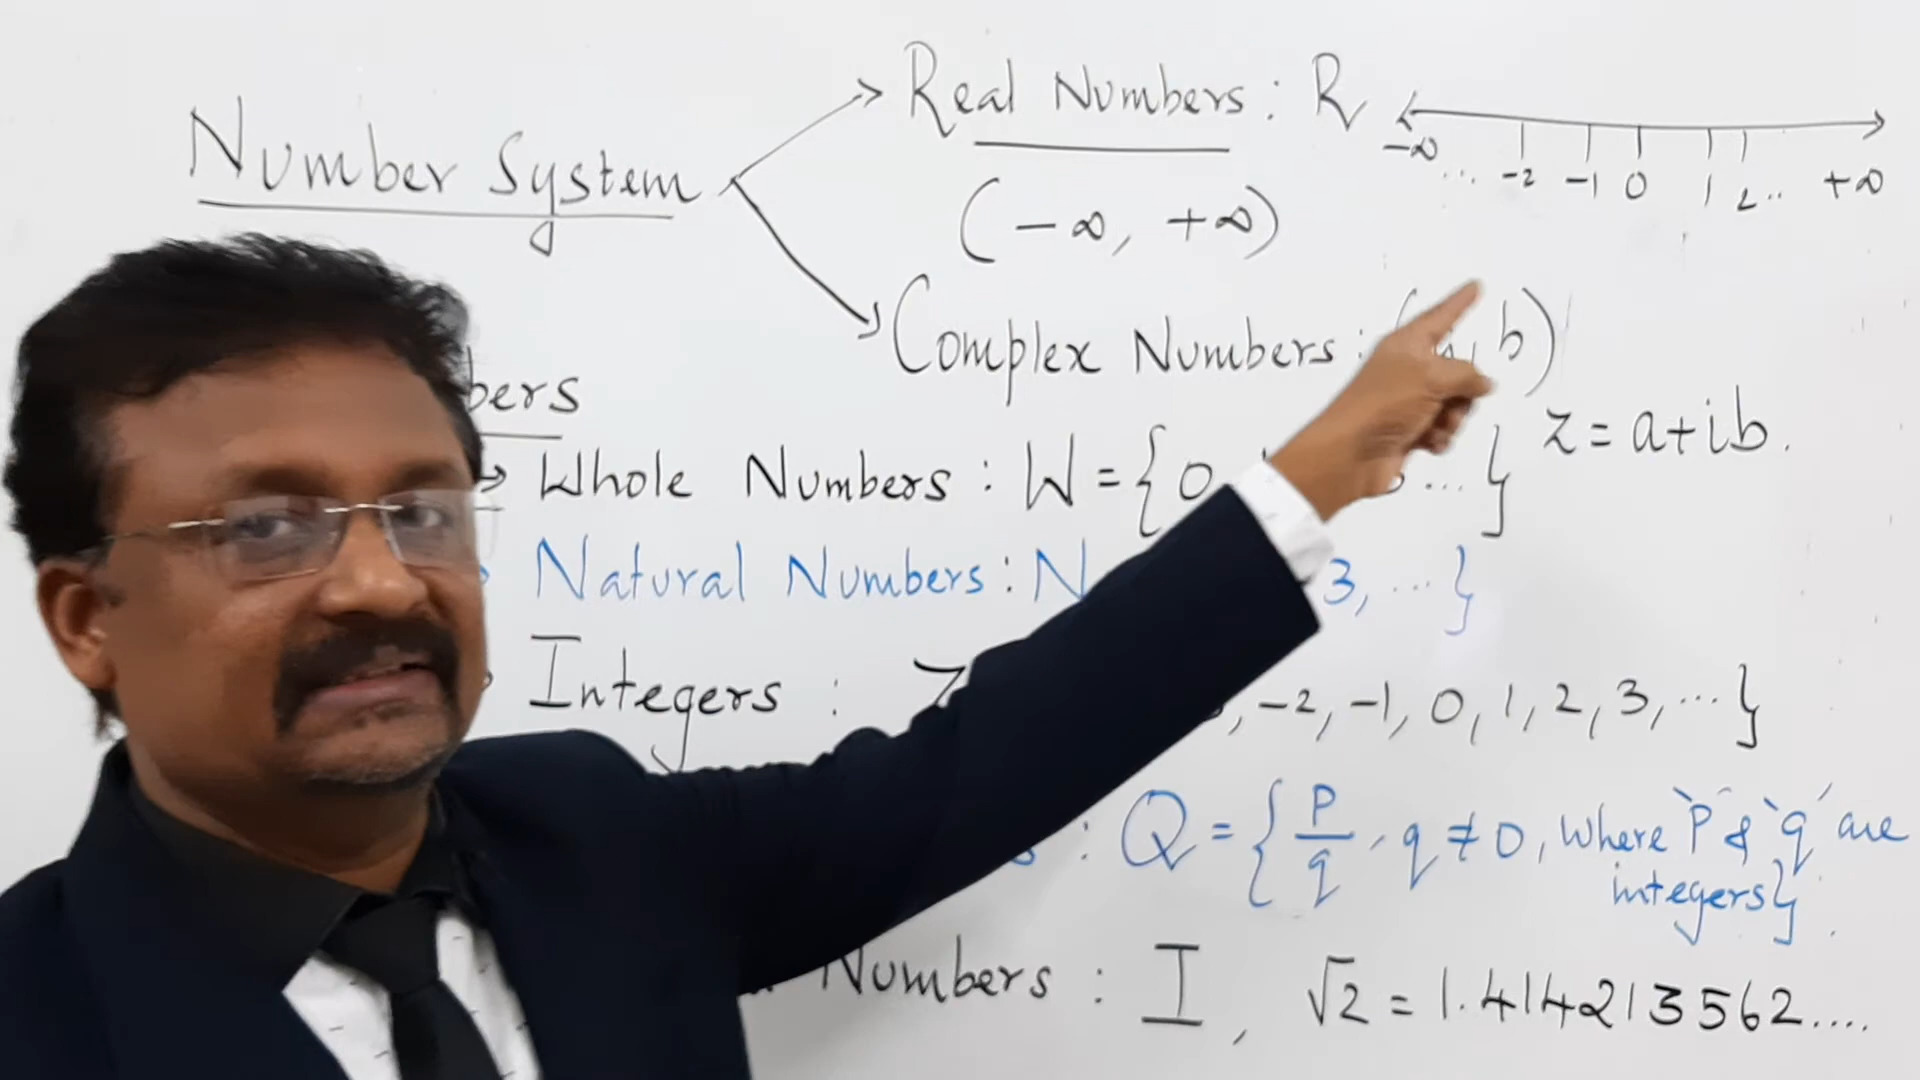 Number System
Real Numbers : R
-∞ ... -2 -1 0 1 2 .. +∞
(-∞, +∞)
Complex Numbers : b)
z = a+ib.
bers
Whole Numbers : W = {0 ... }
Natural Numbers : N 3, ... }
Integers : Z , -2, -1, 0, 1, 2, 3, ... }
: Q = { p/q , q ≠ 0, where `p' & `q' are
integers}.
Numbers : I , √2 = 1.414213562....